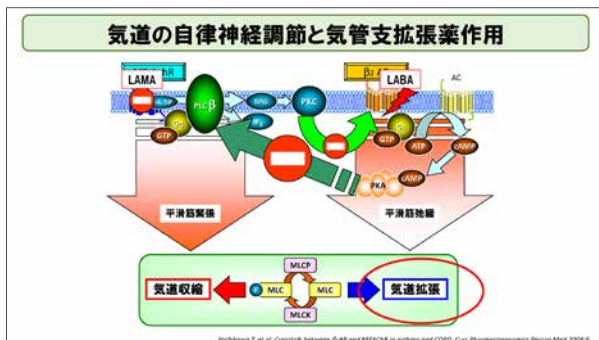 気道の自律神経調節と気管支拡張薬作用
LAMA
hR
β2
LABA
AC
PLCβ
PKC
GTP
GTP
ATP
cAMP
cAMP
PKA
平滑筋緊張
平滑筋弛緩
MLCP
気道収縮
MLC
MLC
気道拡張
MLCK